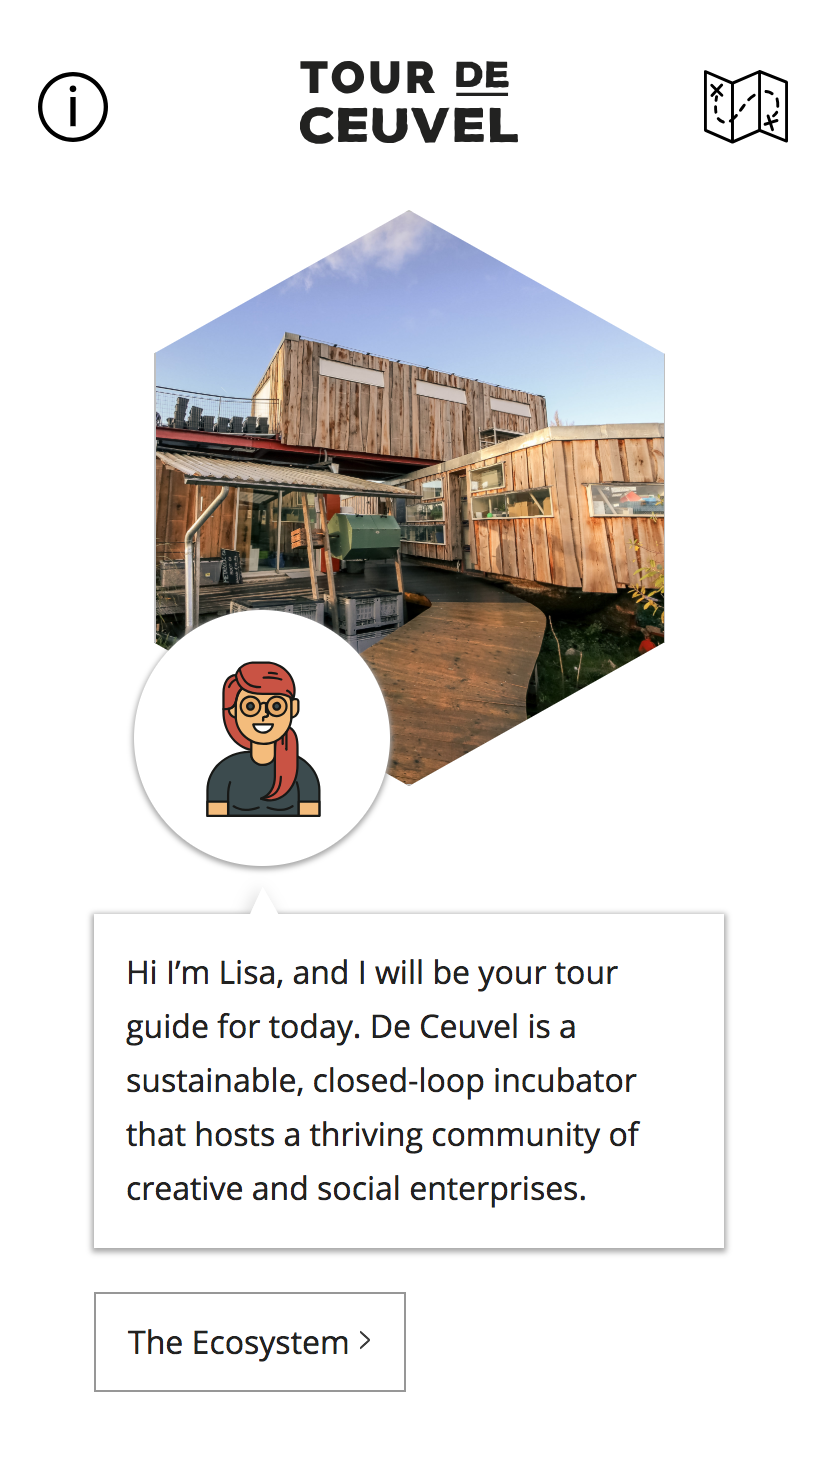 i
TOUR DE
CEUVEL
Hi I’m Lisa, and I will be your tour
guide for today. De Ceuvel is a
sustainable, closed-loop incubator
that hosts a thriving community of
creative and social enterprises.
The Ecosystem >